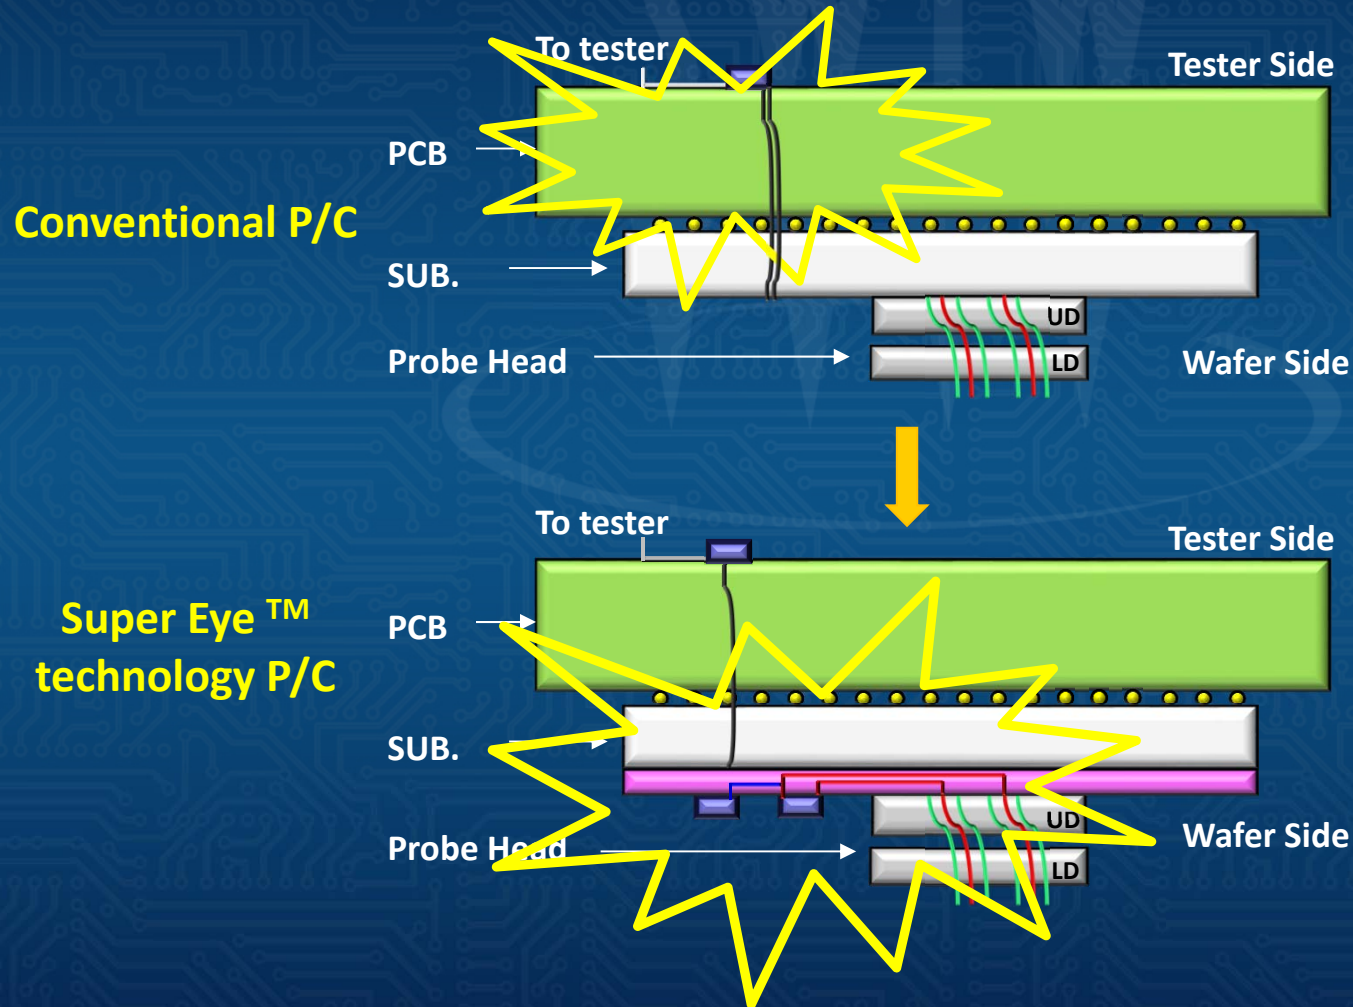 To tester
Tester Side
PCB
Conventional P/C
SUB.
UD
Probe Head
LD
Wafer Side
To tester
Tester Side
Super Eye TM
technology P/C
PCB
SUB.
UD
Probe Head
LD
Wafer Side